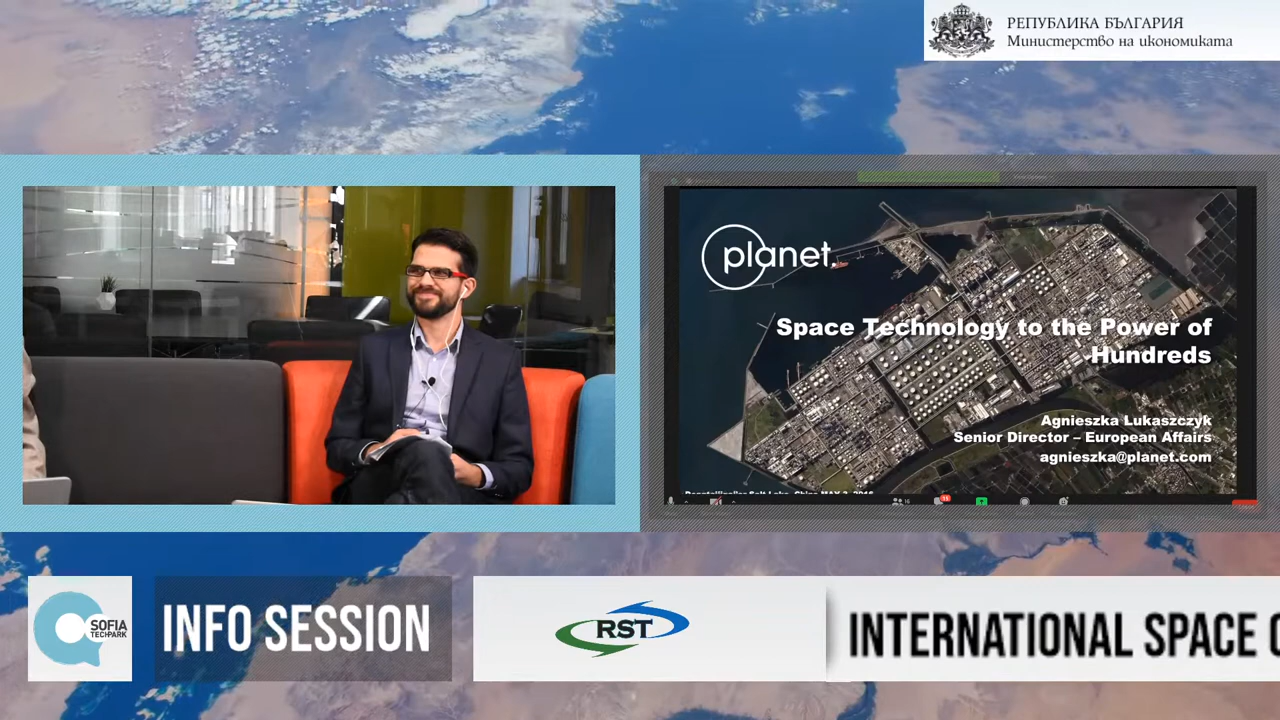 РЕПУБЛИКА БЪЛГАРИЯ
Министерство на икономиката
planet.
Space Technology to the Power of
Hundreds
Agnieszka Lukaszczyk
Senior Director – European Affairs
agnieszka@planet.com
16
SOFIA
TECHPARK
INFO SESSION
RST
INTERNATIONAL SPACE